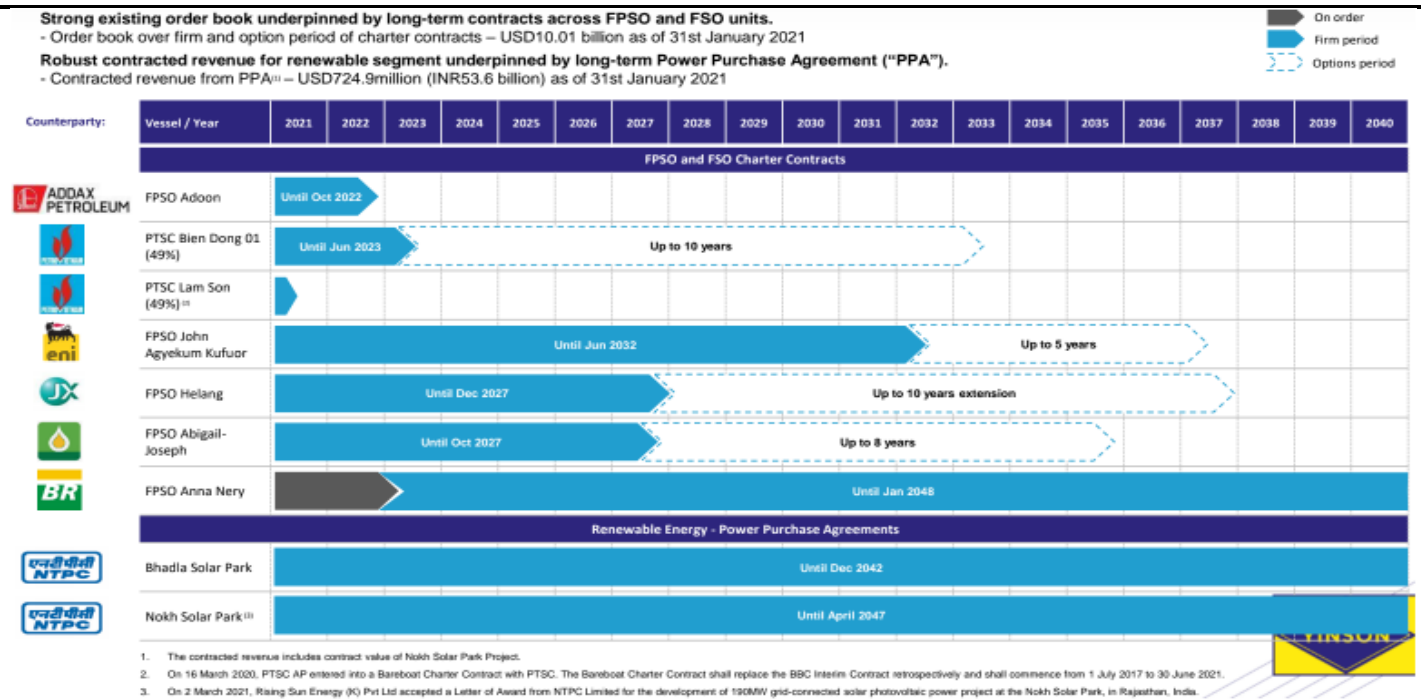 Strong existing order book underpinned by long-term contracts across FPSO and FSO units.
- Order book over firm and option period of charter contracts – USD10.01 billion as of 31st January 2021
Robust contracted revenue for renewable segment underpinned by long-term Power Purchase Agreement (“PPA”).
- Contracted revenue from PPA(1) – USD724.9million (INR53.6 billion) as of 31st January 2021
On order
Firm period
Options period
Counterparty:
Vessel / Year 2021 2022 2023 2024 2025 2026 2027 2028 2029 2030 2031 2032 2033 2034 2035 2036 2037 2038 2039 2040
FPSO and FSO Charter Contracts
ADDAX
PETROLEUM
FPSO Adoon
Until Oct 2022
PTSC Bien Dong 01
(49%)
Until Jun 2023
Up to 10 years
PTSC Lam Son
(49%) (2)
eni
FPSO John
Agyekum Kufuor
Until Jun 2032
Up to 5 years
JX
FPSO Helang
Until Dec 2027
Up to 10 years extension
FPSO Abigail-
Joseph
Until Oct 2027
Up to 8 years
BR
FPSO Anna Nery
Until Jan 2048
Renewable Energy - Power Purchase Agreements
एनटीपीसी
NTPC
Bhadla Solar Park
Until Dec 2042
एनटीपीसी
NTPC
Nokh Solar Park (3)
Until April 2047
YINSON
1. The contracted revenue includes contract value of Nokh Solar Park Project.
2. On 16 March 2020, PTSC AP entered into a Bareboat Charter Contract with PTSC. The Bareboat Charter Contract shall replace the BBC Interim Contract retrospectively and shall commence from 1 July 2017 to 30 June 2021.
3. On 2 March 2021, Rising Sun Energy (K) Pvt Ltd accepted a Letter of Award from NTPC Limited for the development of 190MW grid-connected solar photovoltaic power project at the Nokh Solar Park, in Rajasthan, India.